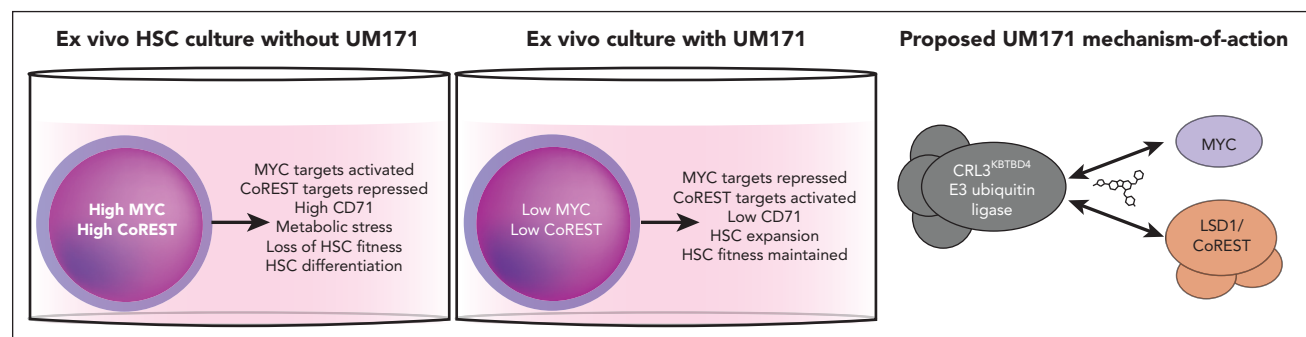 Ex vivo HSC culture without UM171
High MYC
High CoREST
MYC targets activated
CoREST targets repressed
High CD71
Metabolic stress
Loss of HSC fitness
HSC differentiation
Ex vivo culture with UM171
Low MYC
Low CoREST
MYC targets repressed
CoREST targets activated
Low CD71
HSC expansion
HSC fitness maintained
Proposed UM171 mechanism-of-action
CRL3^KBTBD4
E3 ubiquitin
ligase
MYC
LSD1/
CoREST